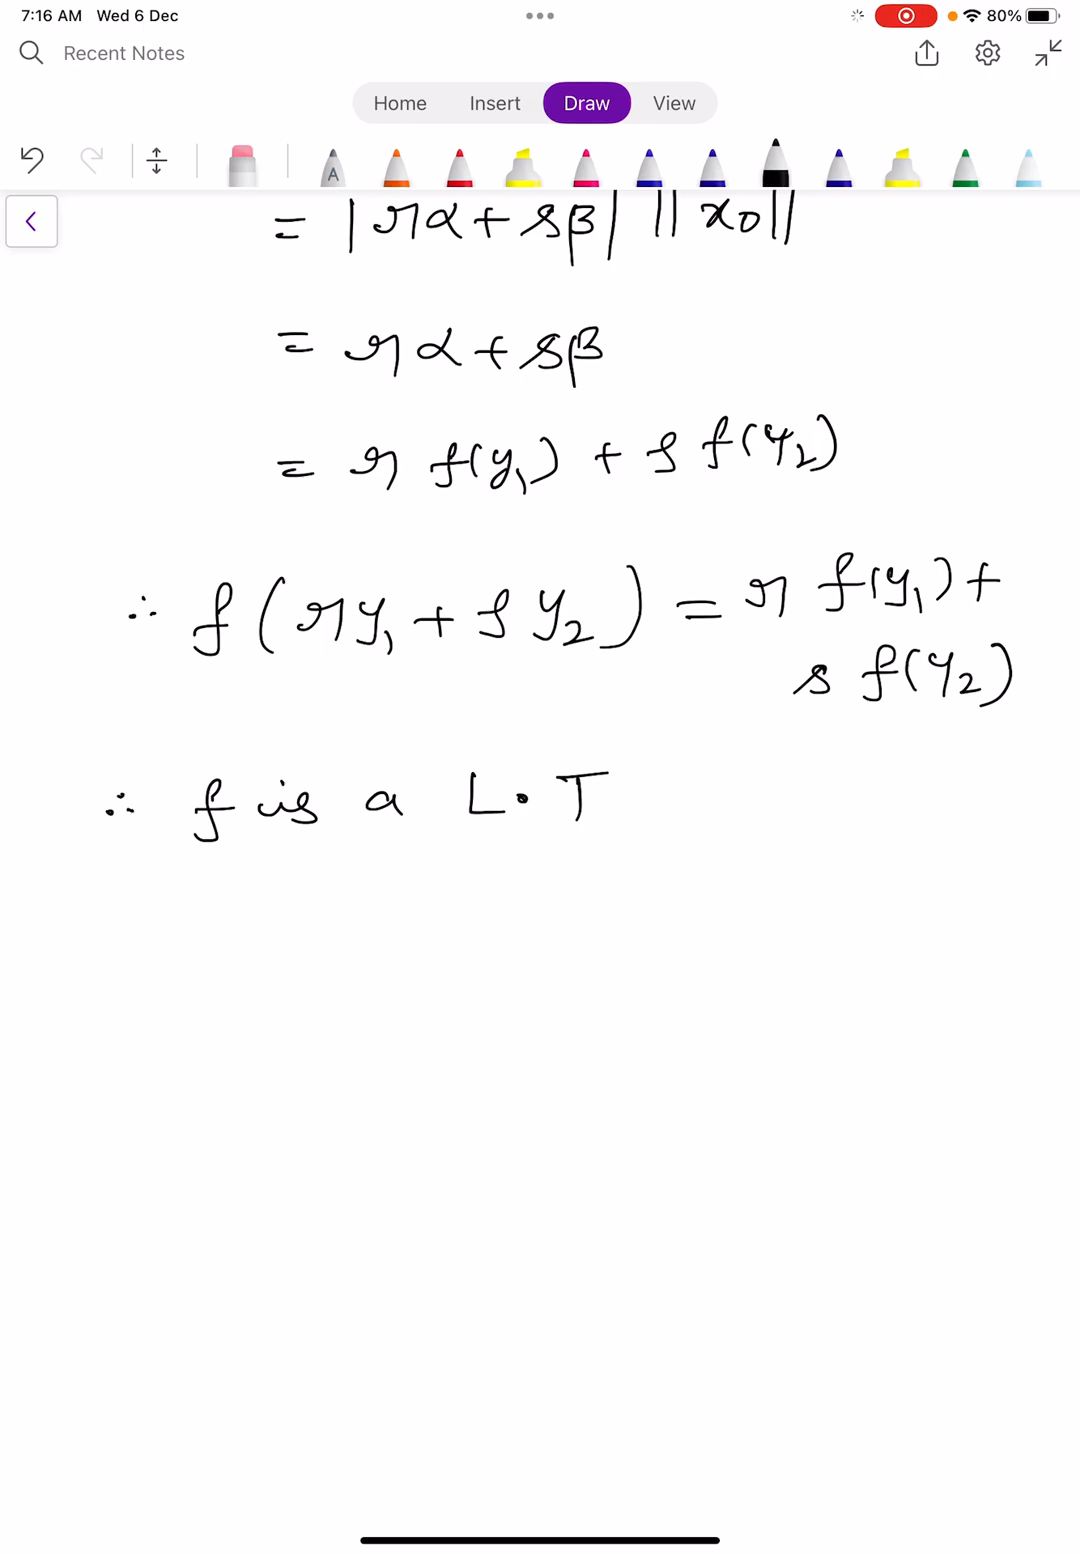 7:16 AM Wed 6 Dec 80%
Recent Notes
Home Insert Draw View
A
= |rα + sβ| ||x₀||
= rα + sβ
= r f(y₁) + s f(y₂)
∴ f(ry₁ + sy₂) = r f(y₁) +
s f(y₂)
∴ f is a L.T